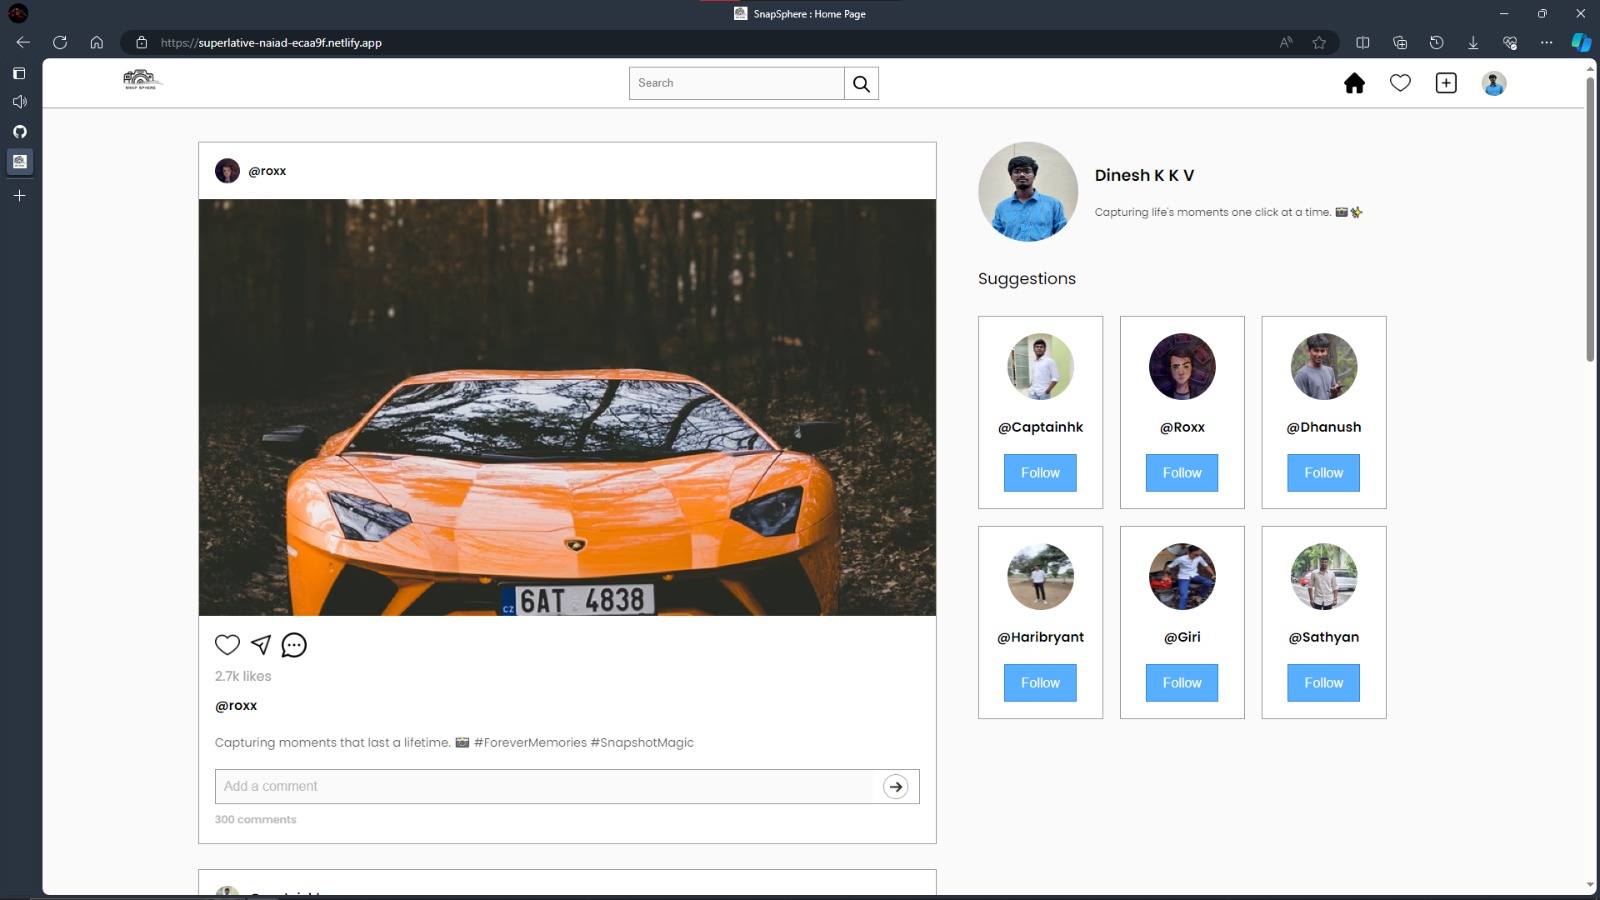 SnapSphere : Home Page
https://superlative-naiad-ecaa9f.netlify.app
SNAP SPHERE
Search
@roxx
Dinesh K K V
Capturing life's moments one click at a time. 📸✨
Suggestions
@Captainhk
@Roxx
@Dhanush
Follow
Follow
Follow
CZ 6AT 4838
@Haribryant
@Giri
@Sathyan
Follow
Follow
Follow
2.7k likes
@roxx
Capturing moments that last a lifetime. 📸 #ForeverMemories #SnapshotMagic
Add a comment
300 comments